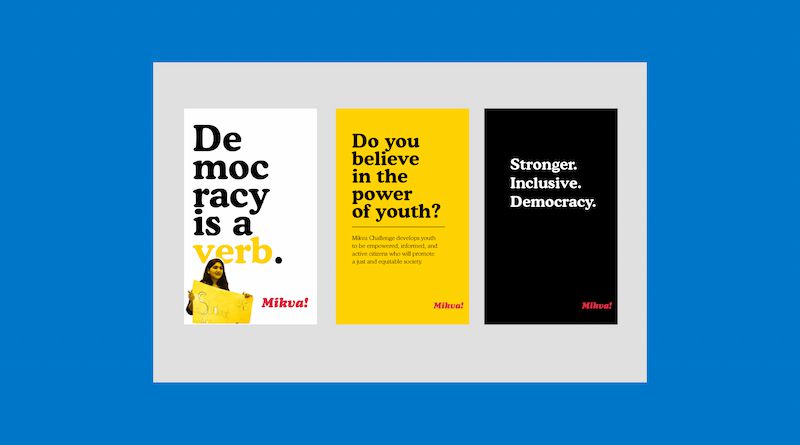 De
moc
racy
is a
verb.
Mikva!
Do you
believe
in the
power
of youth?
Mikva Challenge develops youth
to be empowered, informed, and
active citizens who will promote
a just and equitable society.
Mikva!
Stronger.
Inclusive.
Democracy.
Mikva!